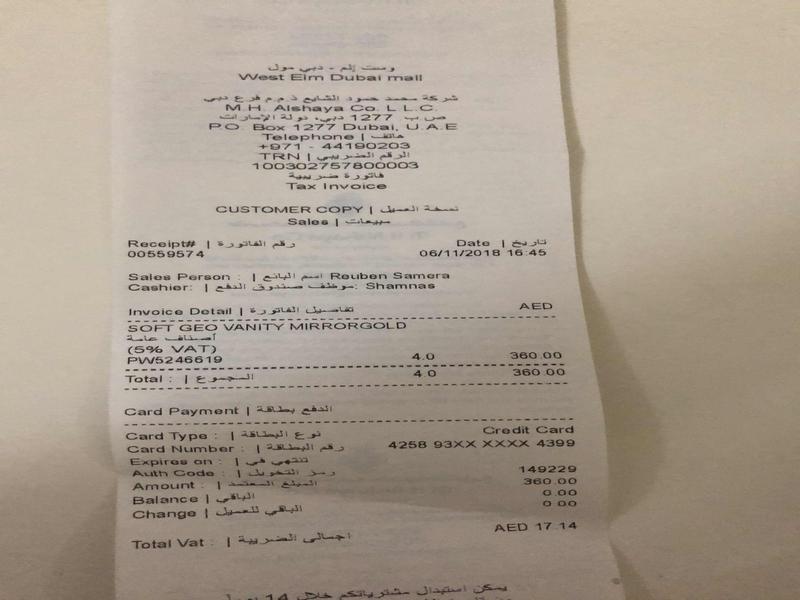 وست إلم - دبي مول
West Elm Dubai mall
شركة محمد حمود الشايع ذ.م.م فرع دبي
M.H. Alshaya Co. L.L.C.
ص.ب 1277 دبي، دولة الإمارات
P.O. Box 1277 Dubai, U.A.E
Telephone | هاتف
+971 - 44190203
TRN | الرقم الضريبي
100302757800003
فاتورة ضريبية
Tax Invoice
CUSTOMER COPY | نسخة العميل
Sales | مبيعات
Receipt# | رقم الفاتورة Date | تاريخ
00559574 06/11/2018 16:45
Sales Person : | اسم البائع Reuben Samera
Cashier: | موظف صندوق الدفع: Shamnas
Invoice Detail | تفاصيل الفاتورة AED
SOFT GEO VANITY MIRRORGOLD
أصناف عامة
(5% VAT)
PW5246619 4.0 360.00
Total : | المجموع 4.0 360.00
Card Payment | الدفع بطاقة
Card Type : | نوع البطاقة Credit Card
Card Number : | رقم البطاقة 4258 93XX XXXX 4399
Expires on : | تنتهي في
Auth Code : | رمز التخويل 149229
Amount : | المبلغ المعتمد 360.00
Balance | الباقي 0.00
Change | الباقي للعميل 0.00
Total Vat : | اجمالى الضريبة AED 17.14
يمكن استبدال مشترياتكم خلال 14